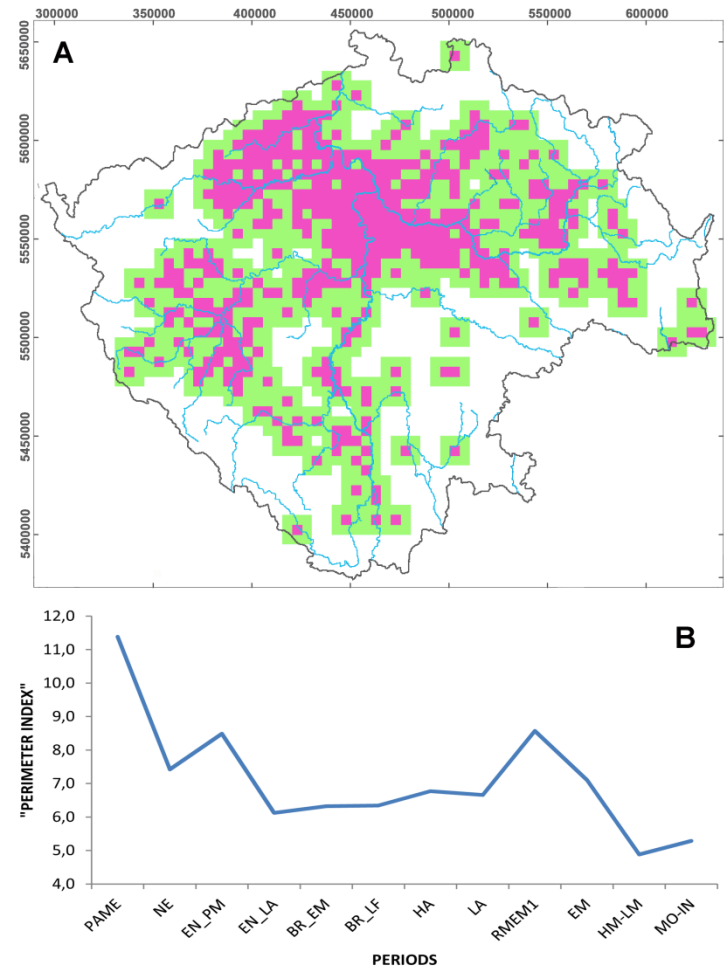 300000 350000 400000 450000 500000 550000 600000
A
5650000
5600000
5550000
5500000
5450000
5400000
B
"PERIMETER INDEX"
12,0
11,0
10,0
9,0
8,0
7,0
6,0
5,0
4,0
PAME NE EN_PM EN_LA BR_EM BR_LF HA LA RMEM1 EM HM-LM MO-IN
PERIODS